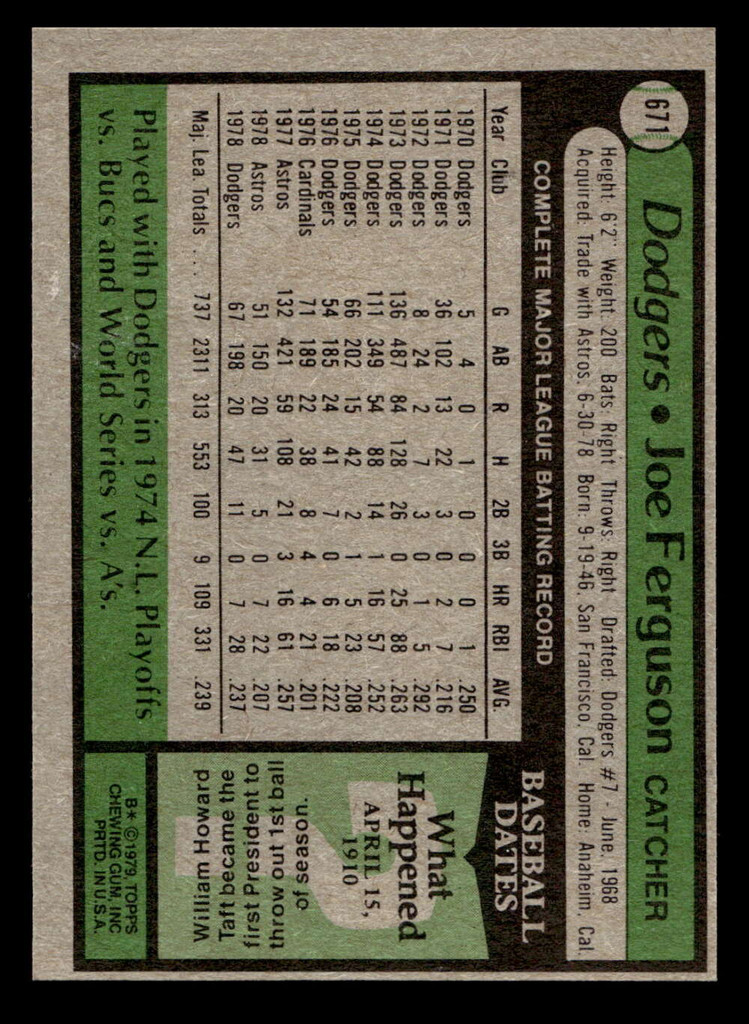 671
Dodgers • Joe Ferguson CATCHER
Height: 6'2" Weight: 200 Bats: Right Throws: Right Drafted: Dodgers #7 - June, 1968
Acquired: Trade with Astros, 6-30-78 Born: 9-19-46, San Francisco, Cal. Home: Anaheim, Cal.
COMPLETE MAJOR LEAGUE BATTING RECORD
Year Club G AB R H 2B 3B HR RBI AVG.
1970 Dodgers 5 4 0 1 0 0 0 1 .250
1971 Dodgers 36 102 13 22 3 0 2 7 .216
1972 Dodgers 8 24 2 7 3 0 1 5 .292
1973 Dodgers 136 487 84 128 26 0 25 88 .263
1974 Dodgers 111 349 54 88 14 1 16 57 .252
1975 Dodgers 66 202 15 42 2 1 5 23 .208
1976 Dodgers 54 185 24 41 7 0 6 18 .222
1976 Cardinals 71 189 22 38 8 4 4 21 .201
1977 Astros 132 421 59 108 21 3 16 61 .257
1978 Astros 51 150 20 31 5 0 7 22 .207
1978 Dodgers 67 198 20 47 11 0 7 28 .237
Maj. Lea. Totals .... 737 2311 313 553 100 9 109 331 .239
Played with Dodgers in 1974 N.L. Playoffs
vs. Bucs and World Series vs. A's.
BASEBALL
DATES
What
Happened
APRIL 15,
1910
William Howard
Taft became the
first President to
throw out 1st ball
of season.
B* © 1979, TOPPS
CHEWING GUM, INC
PRTD. IN U.S.A.